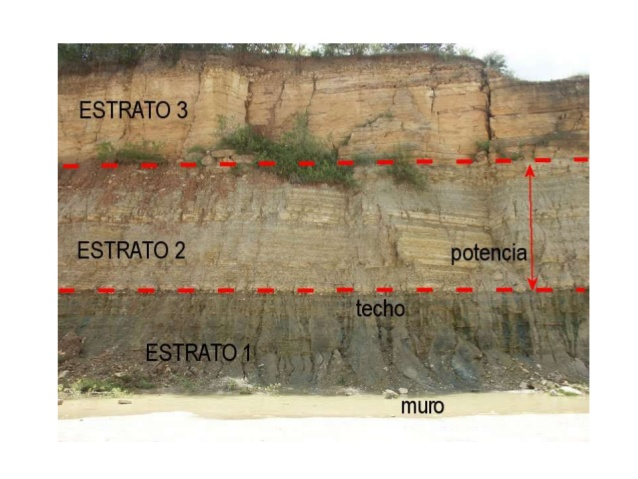 ESTRATO 3
ESTRATO 2
potencia
techo
ESTRATO 1
muro